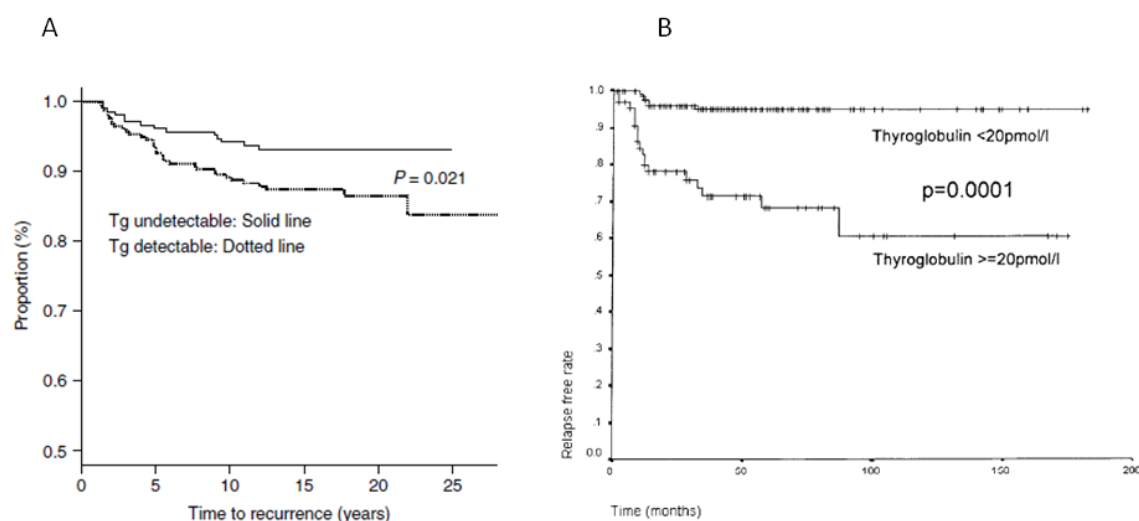 A
B
1.0
0.9
0.8
0.7
0.6
0.5
Proportion (%)
P = 0.021
Tg undetectable: Solid line
Tg detectable: Dotted line
0 5 10 15 20 25
Time to recurrence (years)
1.0
.9
.8
.7
.6
.5
.4
.3
.2
.1
0.0
Relapse free rate
Thyroglobulin <20pmol/l
p=0.0001
Thyroglobulin >=20pmol/l
0 50 100 150 200
Time (months)